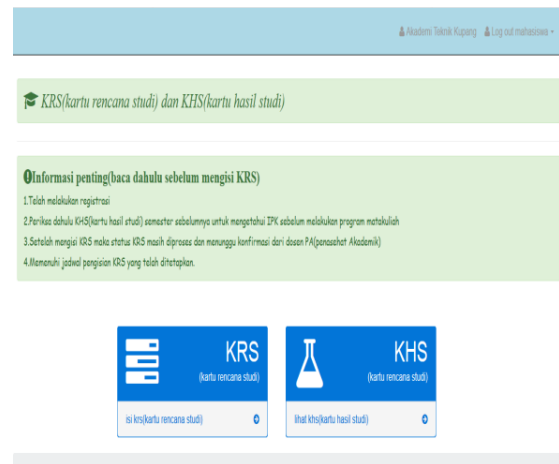 Akademi Teknik Kupang Log out mahasiswa
KRS(kartu rencana studi) dan KHS(kartu hasil studi)
Informasi penting(baca dahulu sebelum mengisi KRS)
1.Telah melakukan registrasi
2.Periksa dahulu KHS(kartu hasil studi) semester sebelumnya untuk mengetahui IPK sebelum melakukan program matakuliah
3.Setelah mengisi KRS maka status KRS masih diproses dan menunggu konfirmasi dari dosen PA(penasehat Akademik)
4.Memenuhi jadwal pengisian KRS yang telah ditetapkan.
KRS
(kartu rencana studi)
isi krs(kartu rencana studi)
KHS
(kartu rencana studi)
lihat khs(kartu hasil studi)